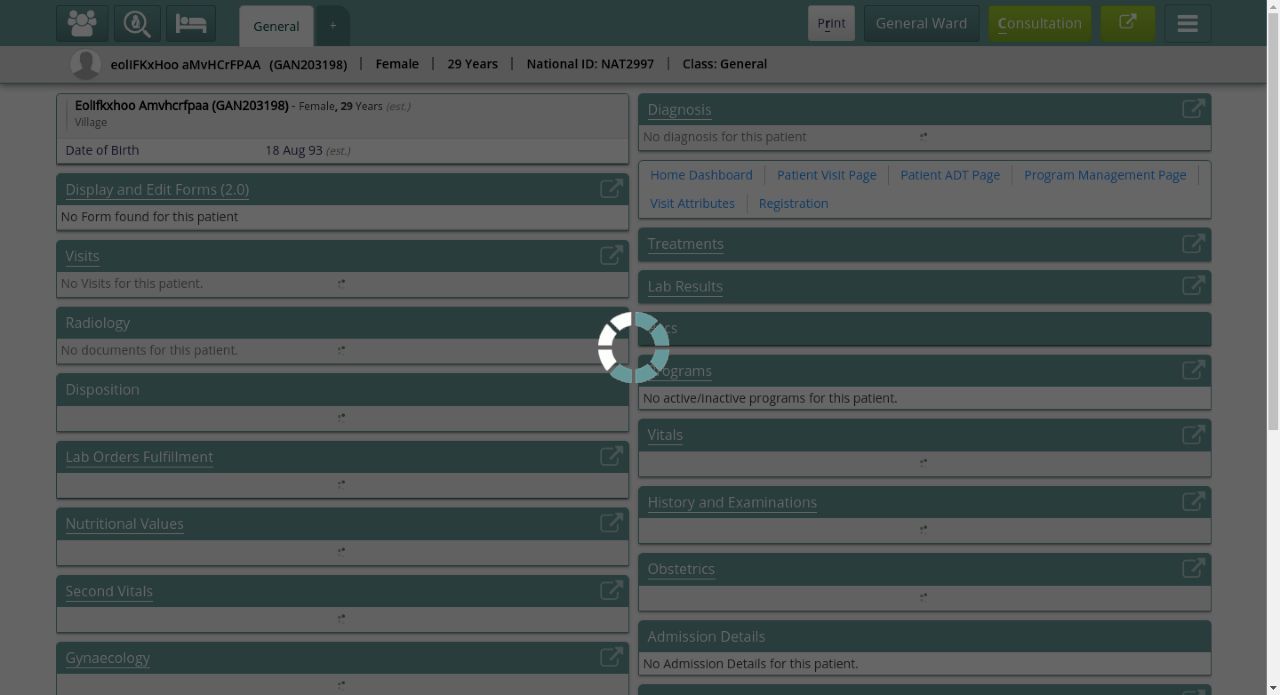 General
+
Print
General Ward
Consultation
eolIFKxHoo aMvHCrFPAA (GAN203198) | Female | 29 Years | National ID: NAT2997 | Class: General
Eolifkxhoo Amvhcrfpaa (GAN203198) - Female, 29 Years (est.)
Village
Date of Birth 18 Aug 93 (est.)
Display and Edit Forms (2.0)
No Form found for this patient
Visits
No Visits for this patient.
Radiology
No documents for this patient.
Disposition
Lab Orders Fulfillment
Nutritional Values
Second Vitals
Gynaecology
Diagnosis
No diagnosis for this patient
Home Dashboard | Patient Visit Page | Patient ADT Page | Program Management Page |
Visit Attributes | Registration
Treatments
Lab Results
Programs
No active/inactive programs for this patient.
Vitals
History and Examinations
Obstetrics
Admission Details
No Admission Details for this patient.